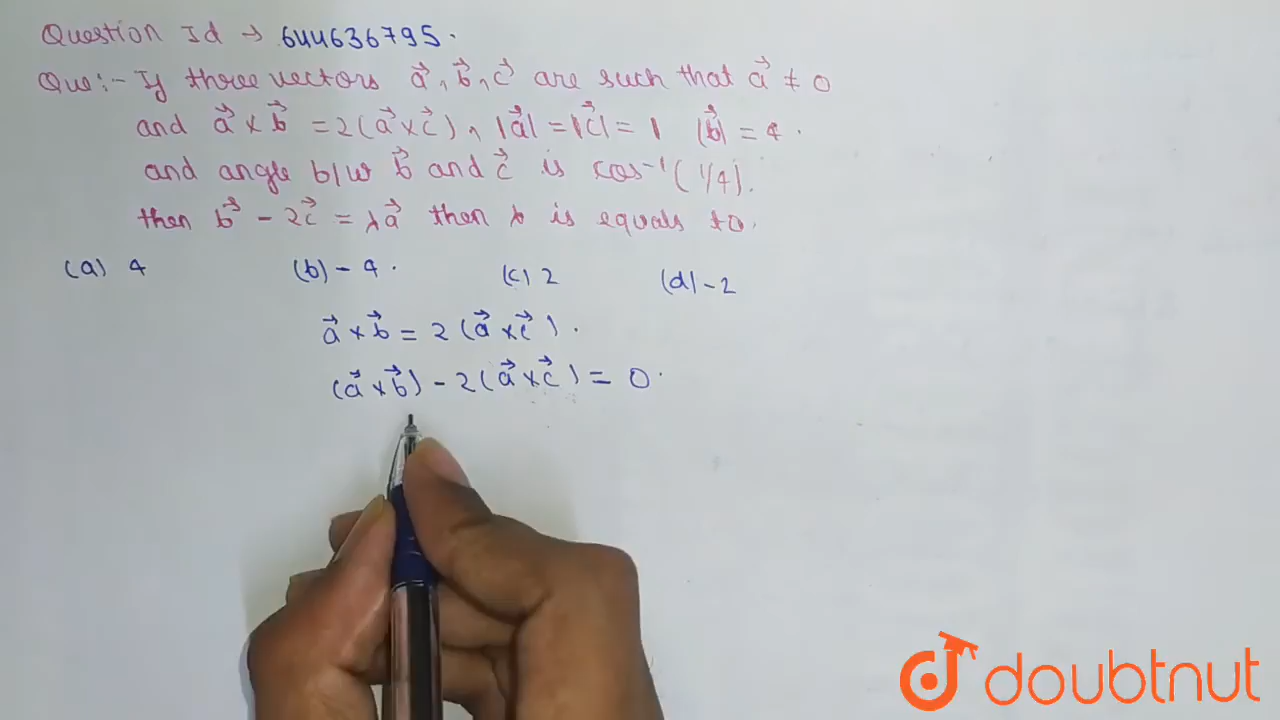 Question Id → 644636795.
Que:- If three vectors a⃗, b⃗, c⃗ are such that a⃗ ≠ 0
and a⃗ × b⃗ = 2(a⃗ × c⃗), |a⃗| = |c⃗| = 1 |b⃗| = 4.
and angle b/w b⃗ and c⃗ is cos⁻¹(1/4).
then b⃗ - 2c⃗ = λa⃗ then λ is equals to.
(a) 4 (b) - 4. (c) 2 (d) - 2
a⃗ × b⃗ = 2 (a⃗ × c⃗).
(a⃗ × b⃗) - 2(a⃗ × c⃗) = 0.
doubtnut